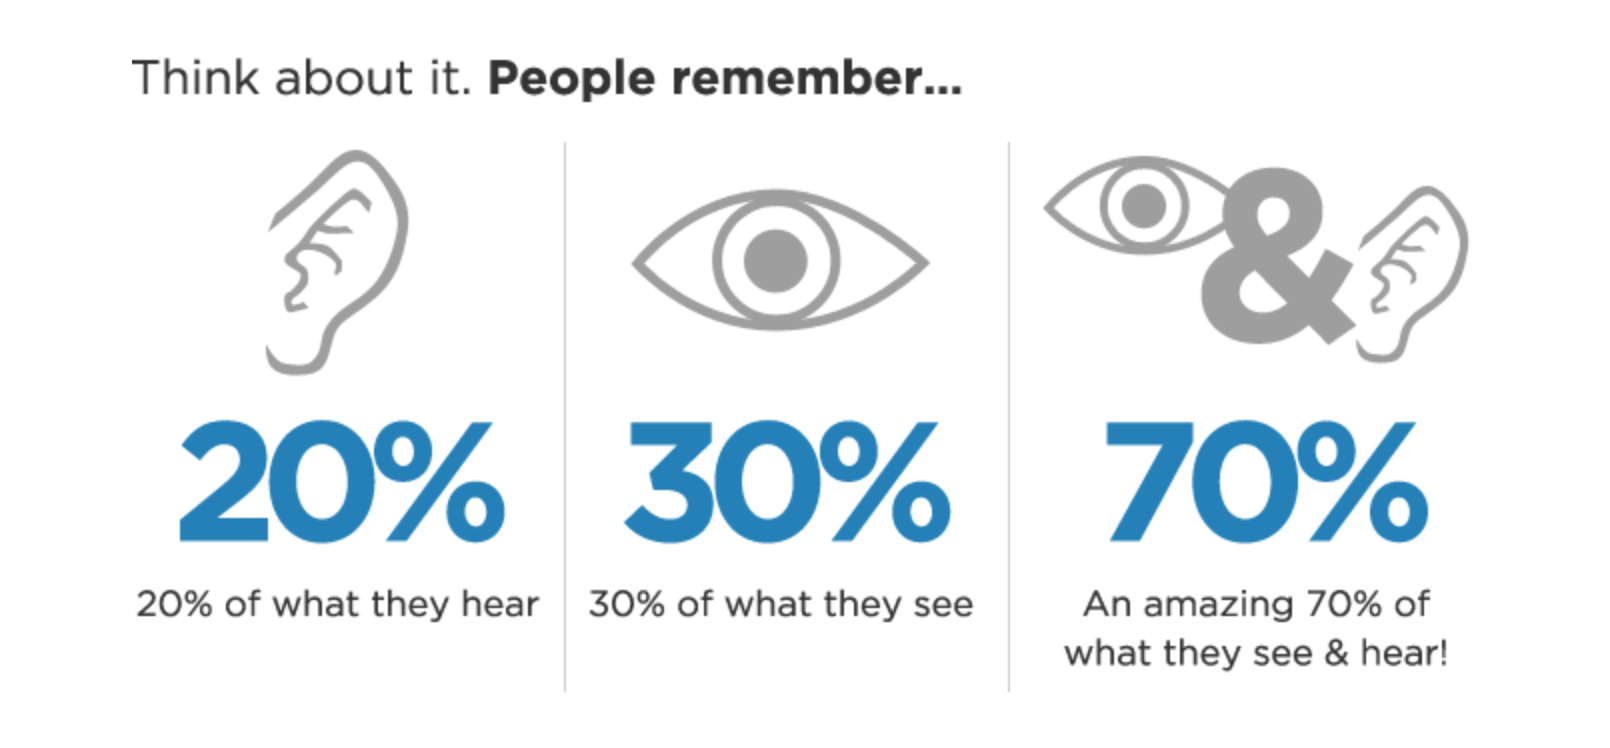 Think about it. People remember...
&
20% 30% 70%
20% of what they hear
30% of what they see
An amazing 70% of
what they see & hear!